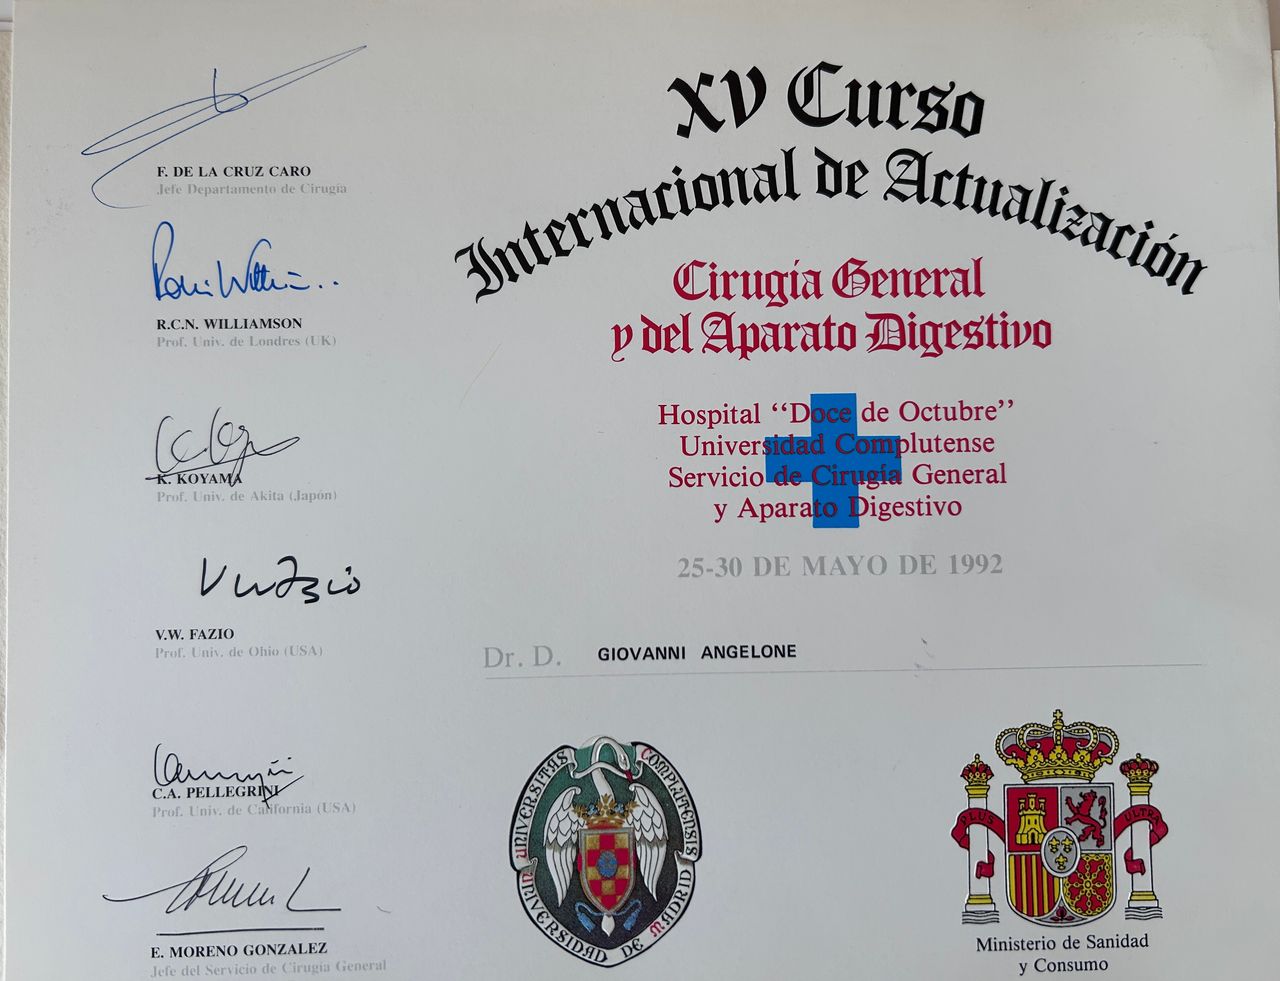 F. DE LA CRUZ CARO
Jefe Departamento de Cirugía
R.C.N. WILLIAMSON
Prof. Univ. de Londres (UK)
K. KOYAMA
Prof. Univ. de Akita (Japón)
V.W. FAZIO
Prof. Univ. de Ohio (USA)
C.A. PELLEGRINI
Prof. Univ. de California (USA)
E. MORENO GONZALEZ
Jefe del Servicio de Cirugía General
XV Curso
Internacional de Actualización
Cirugía General
y del Aparato Digestivo
Hospital “Doce de Octubre”
Universidad Complutense
Servicio de Cirugía General
y Aparato Digestivo
25-30 DE MAYO DE 1992
Dr. D. GIOVANNI ANGELONE
UNIVERSITAS COMPLUTENSIS
UNIVERSIDAD DE MADRID
PLUS ULTRA
Ministerio de Sanidad
y Consumo